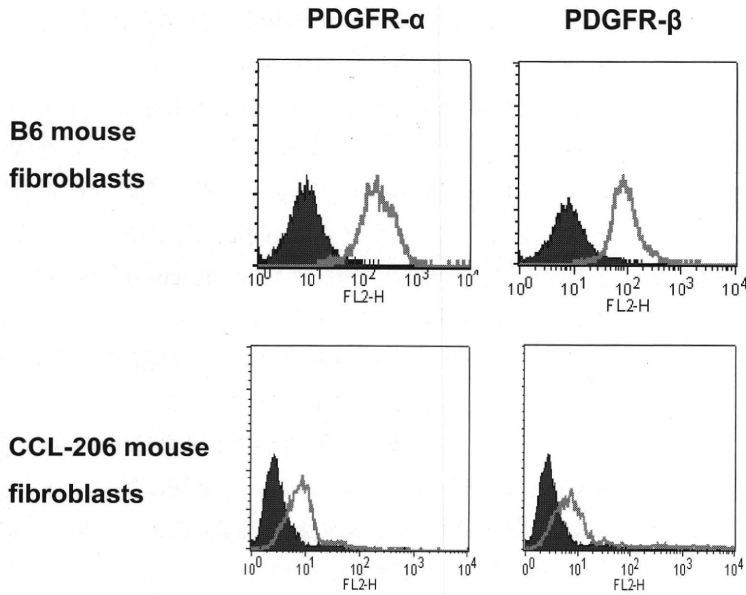 PDGFR-α PDGFR-β
B6 mouse
fibroblasts
10⁰ 10¹ 10² 10³ 10⁴
FL2-H
10⁰ 10¹ 10² 10³ 10⁴
FL2-H
CCL-206 mouse
fibroblasts
10⁰ 10¹ 10² 10³ 10⁴
FL2-H
10⁰ 10¹ 10² 10³ 10⁴
FL2-H